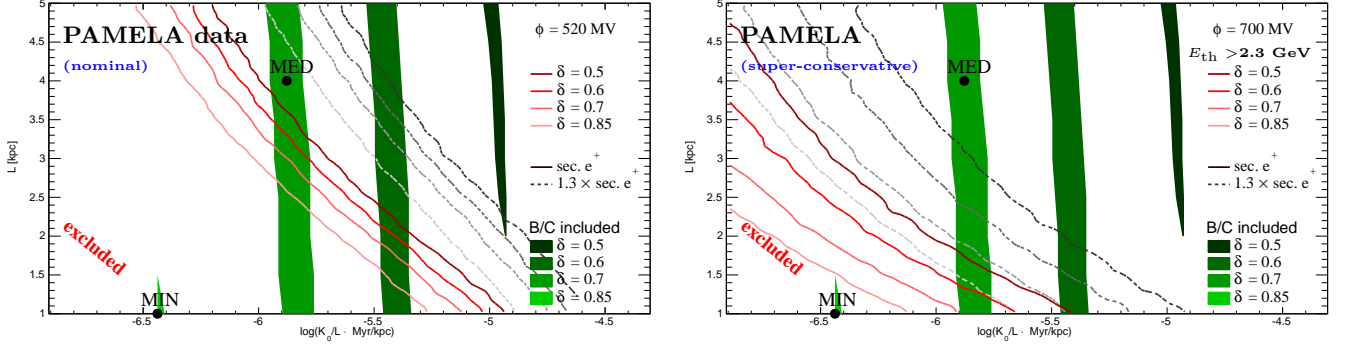 PAMELA data
(nominal)
ϕ = 520 MV
MED
δ = 0.5
δ = 0.6
δ = 0.7
δ = 0.85
sec. e+
1.3 × sec. e+
excluded
B/C included
δ = 0.5
δ = 0.6
δ = 0.7
δ = 0.85
MIN
L [kpc]
5
4.5
4
3.5
3
2.5
2
1.5
1
-6.5
-6
-5.5
-5
-4.5
log(K0/L · Myr/kpc)
PAMELA
(super-conservative)
ϕ = 700 MV
Eth >2.3 GeV
MED
δ = 0.5
δ = 0.6
δ = 0.7
δ = 0.85
sec. e+
1.3 × sec. e+
excluded
B/C included
δ = 0.5
δ = 0.6
δ = 0.7
δ = 0.85
MIN
L [kpc]
5
4.5
4
3.5
3
2.5
2
1.5
1
-6.5
-6
-5.5
-5
-4.5
log(K0/L · Myr/kpc)